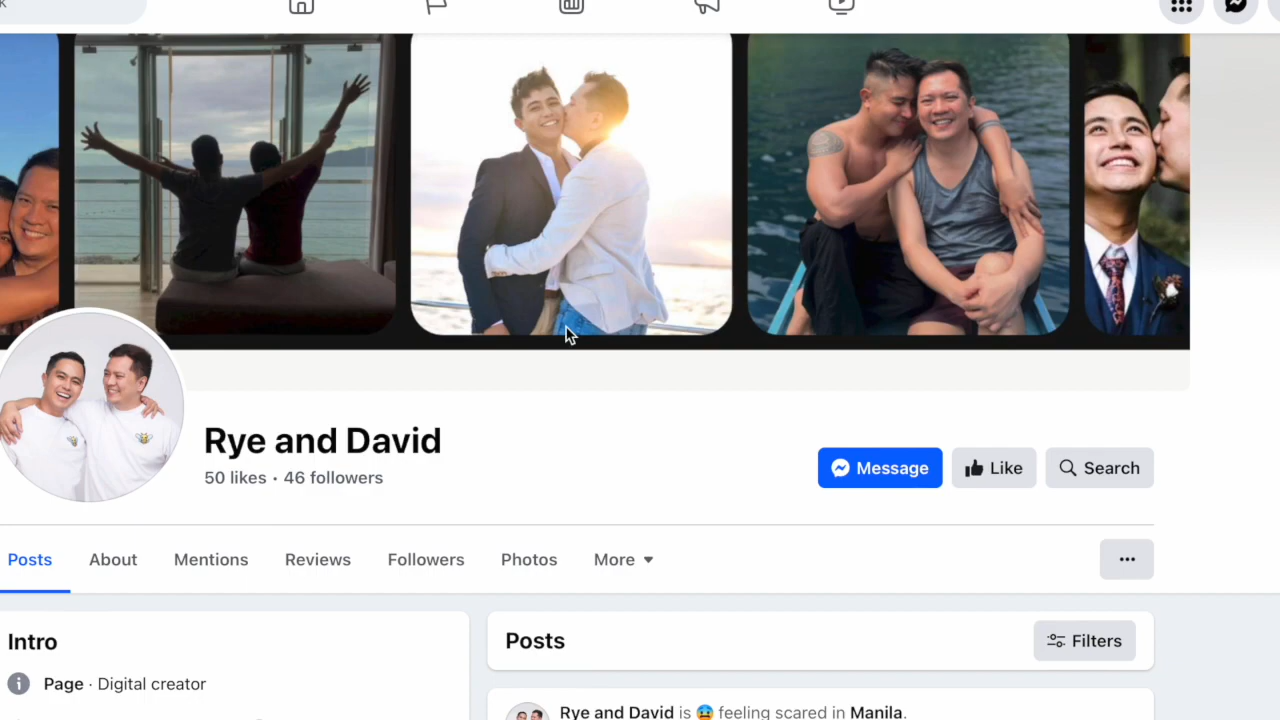 Rye and David
50 likes • 46 followers
Message
Like
Search
Posts
About
Mentions
Reviews
Followers
Photos
More
Intro
Page · Digital creator
Posts
Filters
Rye and David is 😨 feeling scared in Manila.